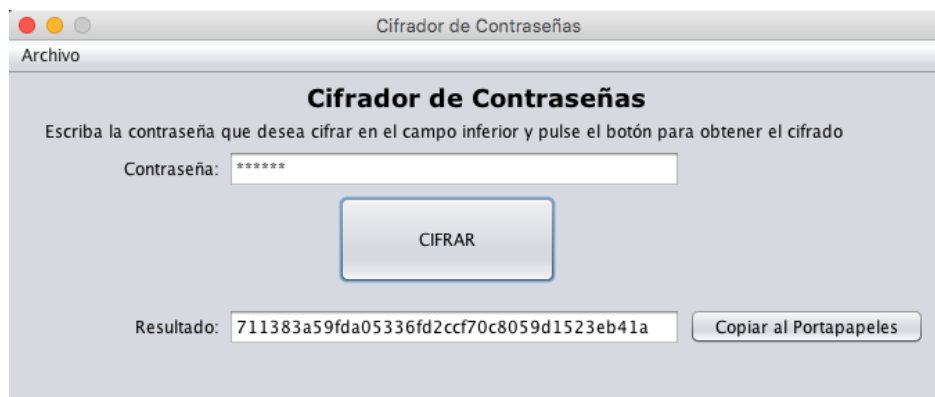 Cifrador de Contraseñas
Archivo
Cifrador de Contraseñas
Escriba la contraseña que desea cifrar en el campo inferior y pulse el botón para obtener el cifrado
Contraseña: ******
CIFRAR
Resultado: 711383a59fda05336fd2ccf70c8059d1523eb41a Copiar al Portapapeles